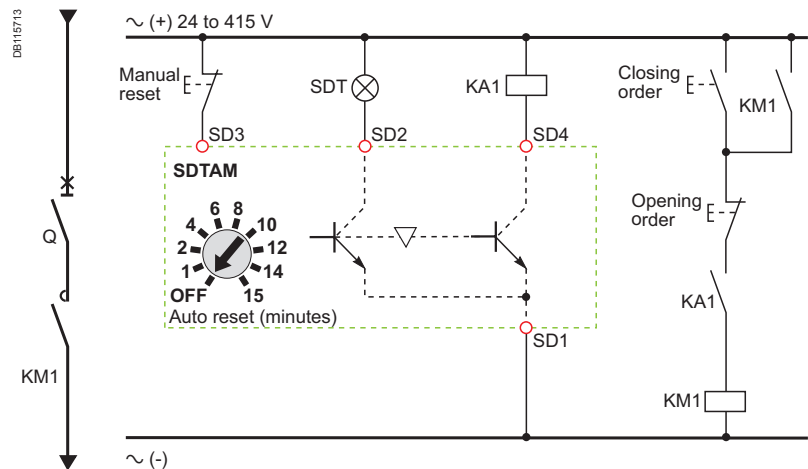 DB115713
∼ (+) 24 to 415 V
Manual
reset
SDT
KA1
Closing
order
KM1
SD3
SD2
SD4
SDTAM
Q
6
8
4
10
2
12
1
14
OFF
15
Auto reset (minutes)
Opening
order
KA1
SD1
KM1
KM1
∼ (-)